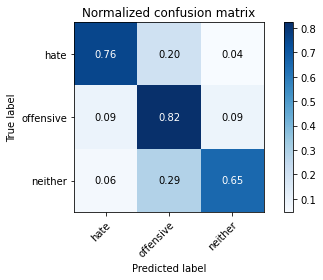 Normalized confusion matrix
hate 0.76 0.20 0.04
offensive 0.09 0.82 0.09
neither 0.06 0.29 0.65
hate offensive neither
True label
Predicted label
0.8
0.7
0.6
0.5
0.4
0.3
0.2
0.1